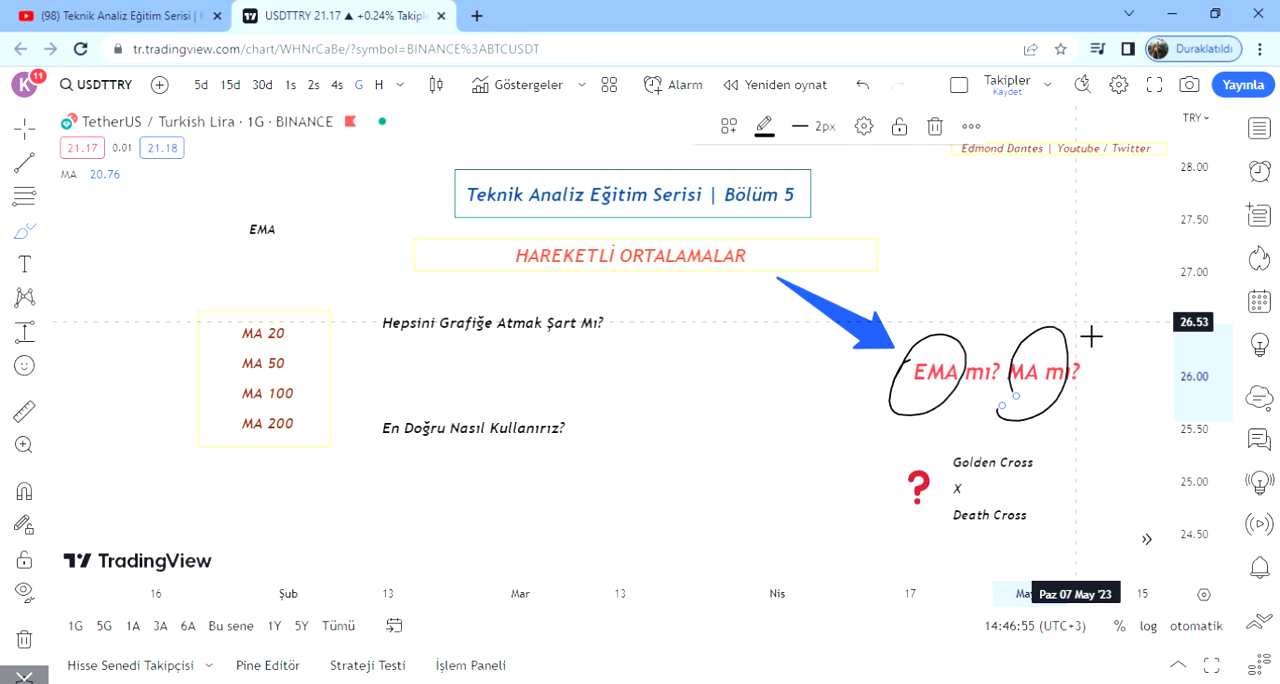 (98) Teknik Analiz Eğitim Serisi | K
USDTTRY 21.17 ▲ +0.24% Takiple
tr.tradingview.com/chart/WHNrCaBe/?symbol=BINANCE%3ABTCUSDT
Duraklatıldı
K 11
USDTTRY
5d 15d 30d 1s 2s 4s G H
Göstergeler
Alarm
Yeniden oynat
Takipler
Kaydet
Yayınla
TetherUS / Turkish Lira · 1G · BINANCE
2px
TRY
21.17 0.01 21.18
Edmond Dantes | Youtube / Twitter
MA 20.76
28.00
Teknik Analiz Eğitim Serisi | Bölüm 5
27.50
EMA
HAREKETLİ ORTALAMALAR
27.00
Hepsini Grafiğe Atmak Şart Mı?
26.53
MA 20
MA 50
EMA mı? MA mı?
26.00
MA 100
MA 200
En Doğru Nasıl Kullanırız?
25.50
Golden Cross
?
X
25.00
Death Cross
24.50
TradingView
16 Şub 13 Mar 13 Nis 17 May Paz 07 May '23 15
1G 5G 1A 3A 6A Bu sene 1Y 5Y Tümü
14:46:55 (UTC+3) % log otomatik
Hisse Senedi Takipçisi Pine Editör Strateji Testi İşlem Paneli